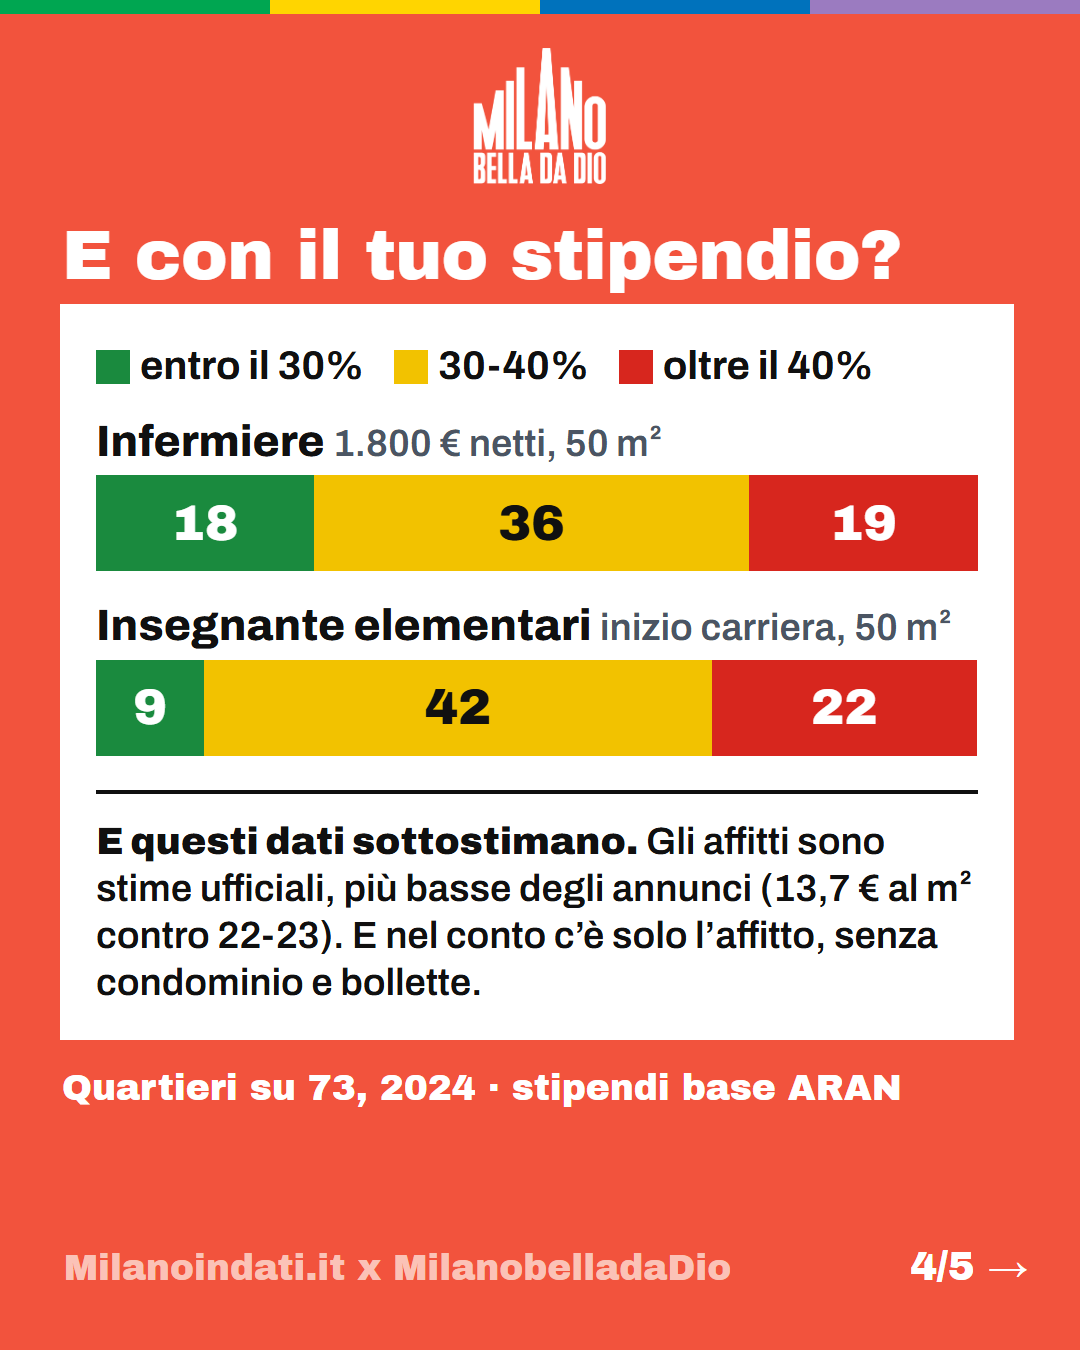 MILANO
BELLA DA DIO
E con il tuo stipendio?
entro il 30% 30-40% oltre il 40%
Infermiere 1.800 € netti, 50 m²
18 36 19
Insegnante elementari inizio carriera, 50 m²
9 42 22
E questi dati sottostimano. Gli affitti sono
stime ufficiali, più basse degli annunci (13,7 € al m²
contro 22-23). E nel conto c’è solo l’affitto, senza
condominio e bollette.
Quartieri su 73, 2024 · stipendi base ARAN
Milanoindati.it x MilanobelladaDio 4/5 →